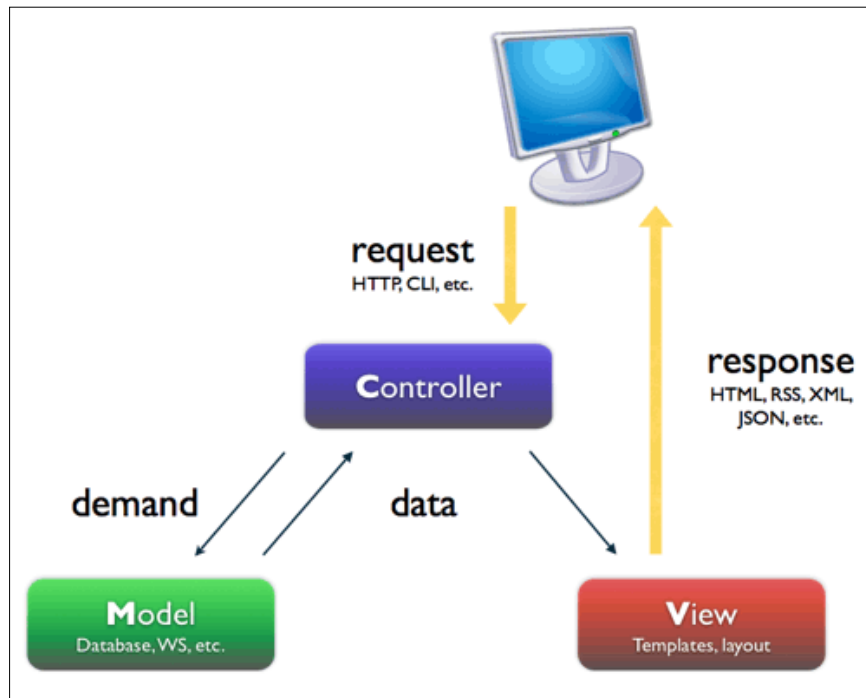 request
HTTP, CLI, etc.
Controller
response
HTML, RSS, XML,
JSON, etc.
demand
data
Model
Database, WS, etc.
View
Templates, layout